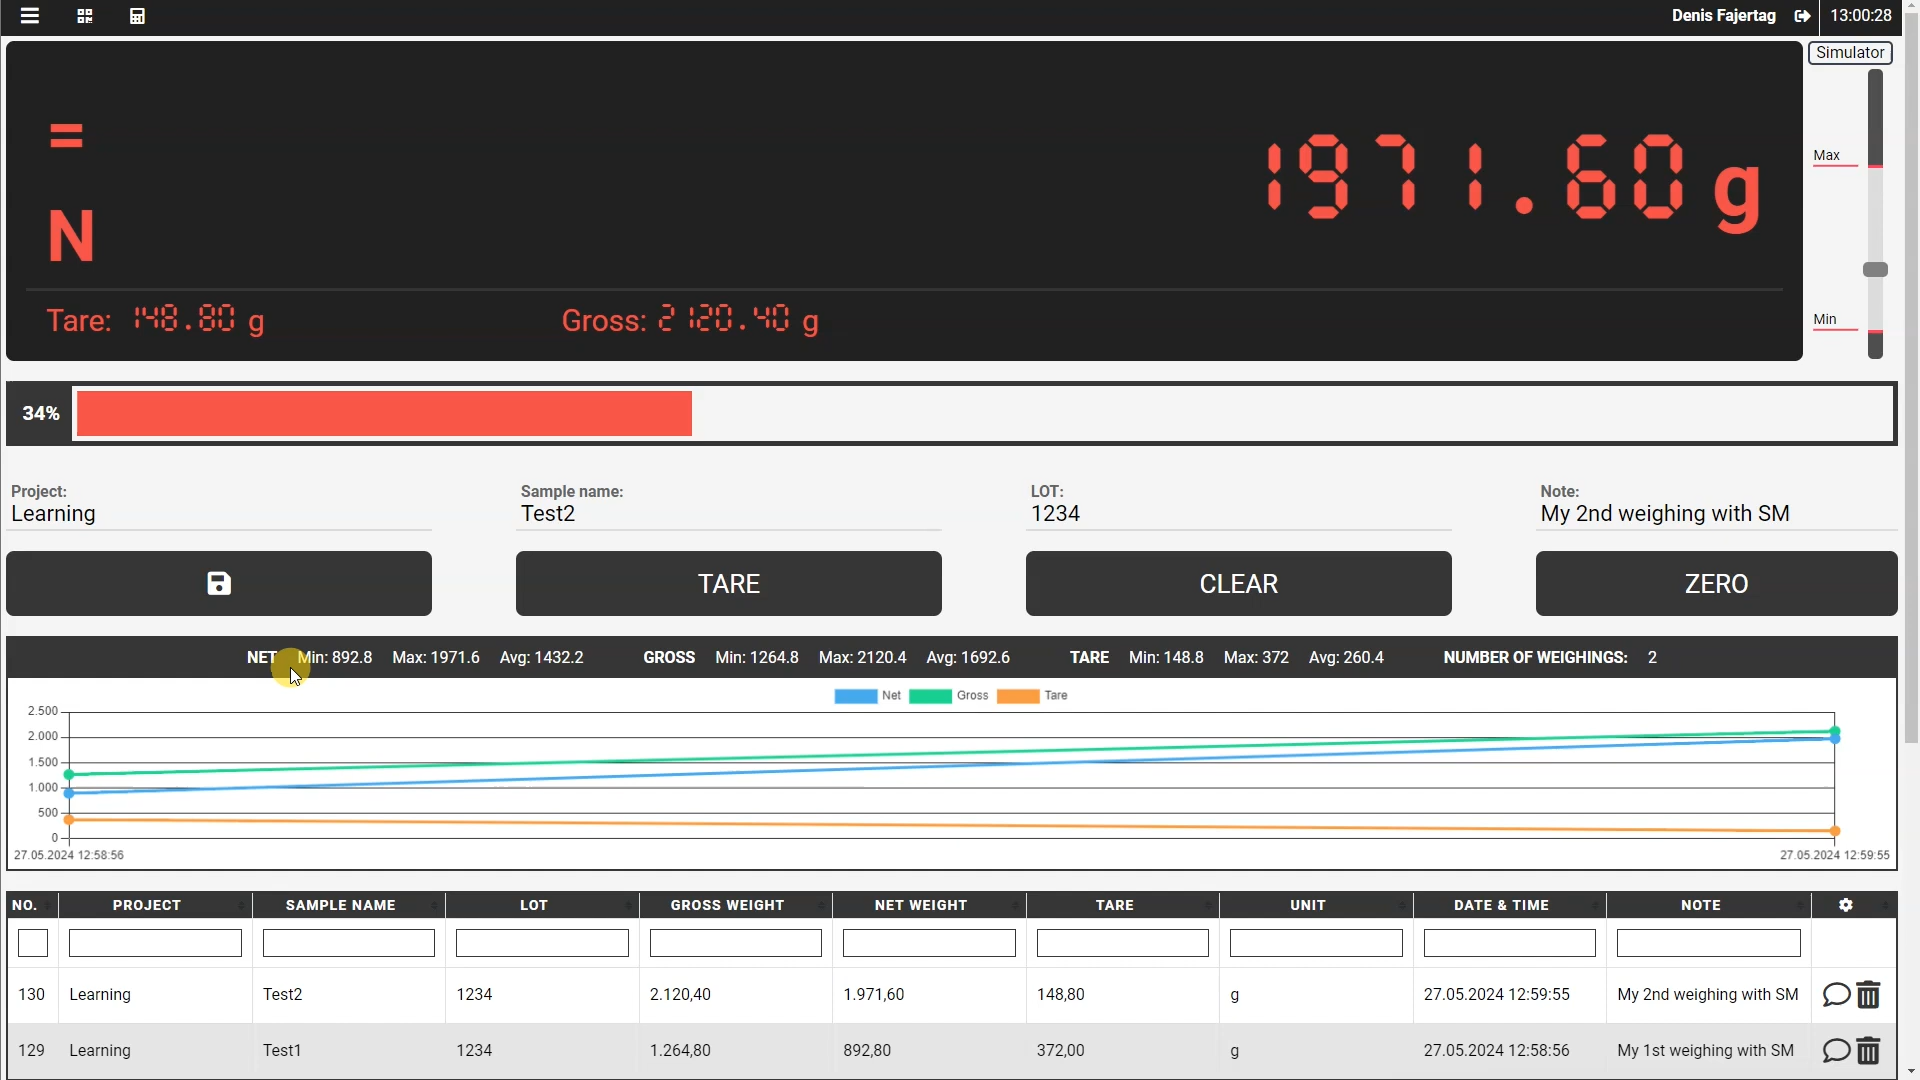 Denis Fajertag 13:00:28
Simulator
=
1971.60 g
N
Max
Min
Tare: 148.80 g Gross: 2120.40 g
34%
Project: Sample name: LOT: Note:
Learning Test2 1234 My 2nd weighing with SM
TARE CLEAR ZERO
NET Min: 892.8 Max: 1971.6 Avg: 1432.2 GROSS Min: 1264.8 Max: 2120.4 Avg: 1692.6 TARE Min: 148.8 Max: 372 Avg: 260.4 NUMBER OF WEIGHINGS: 2
Net Gross Tare
2.500
2.000
1.500
1.000
500
0
27.05.2024 12:58:56 27.05.2024 12:59:55
NO. PROJECT SAMPLE NAME LOT GROSS WEIGHT NET WEIGHT TARE UNIT DATE & TIME NOTE
130 Learning Test2 1234 2.120,40 1.971,60 148,80 g 27.05.2024 12:59:55 My 2nd weighing with SM
129 Learning Test1 1234 1.264,80 892,80 372,00 g 27.05.2024 12:58:56 My 1st weighing with SM